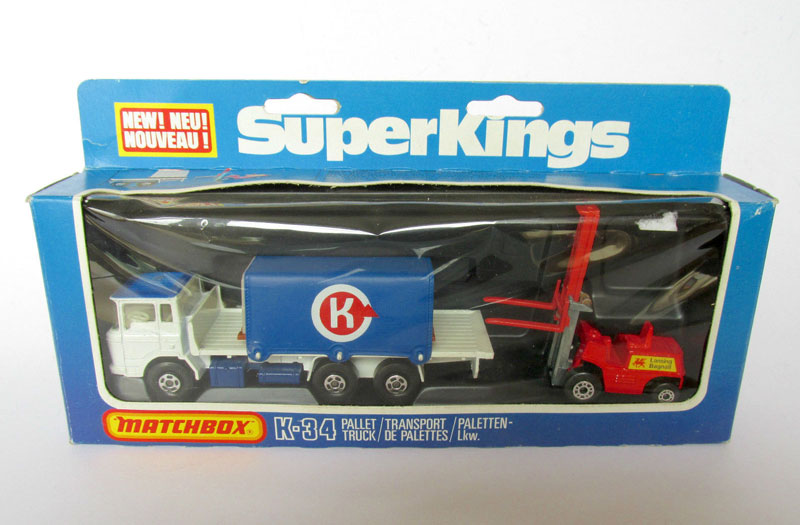 NEW! NEU!
NOUVEAU!
SuperKings
K
Lansing
Bagnall
MATCHBOX
K-34 PALLET TRUCK / TRANSPORT DE PALETTES / PALETTEN-Lkw.